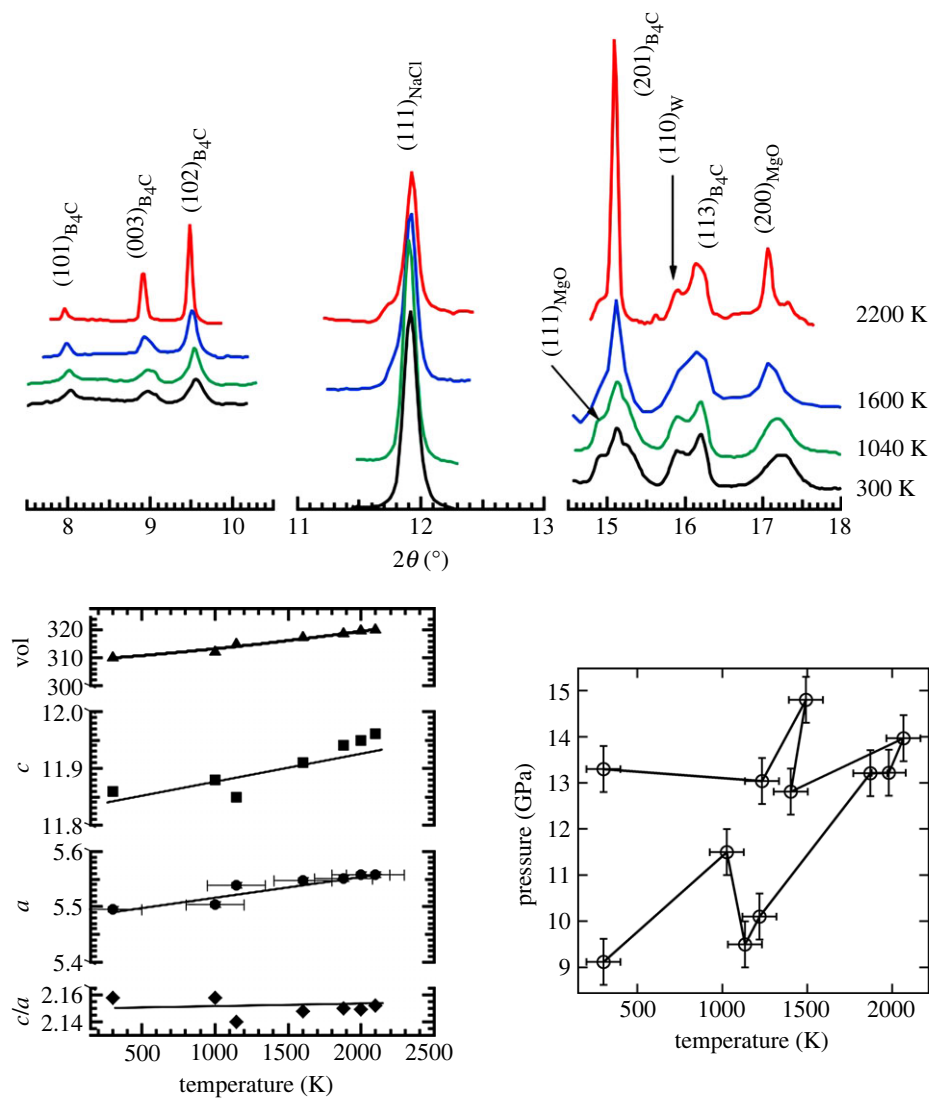 (101)B4C
(003)B4C
(102)B4C
(111)NaCl
(201)B4C
(110)W
(113)B4C
(200)MgO
(111)MgO
2200 K
1600 K
1040 K
300 K
8 9 10 11 12 13 15 16 17 18
2θ (°)
vol
320
310
300
c
12.0
11.9
11.8
a
5.6
5.5
5.4
c/a
2.16
2.14
500 1000 1500 2000 2500
temperature (K)
pressure (GPa)
15
14
13
12
11
10
9
500 1000 1500 2000
temperature (K)